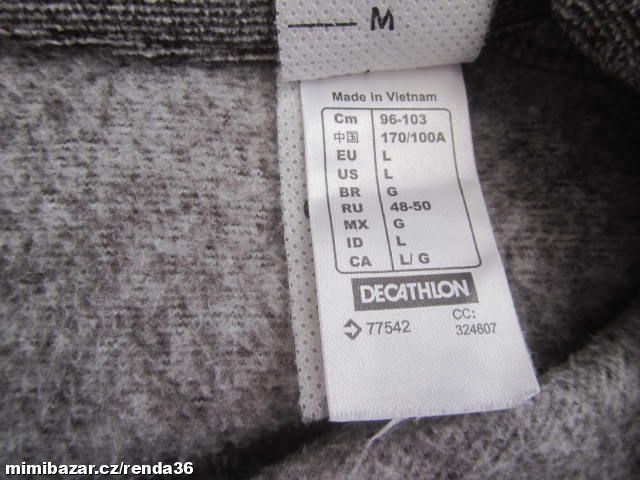 M
Made in Vietnam
Cm 96-103
中国 170/100A
EU L
US L
BR G
RU 48-50
MX G
ID L
CA L/ G
DECATHLON
77542 CC:
324607
mimibazar.cz/renda36